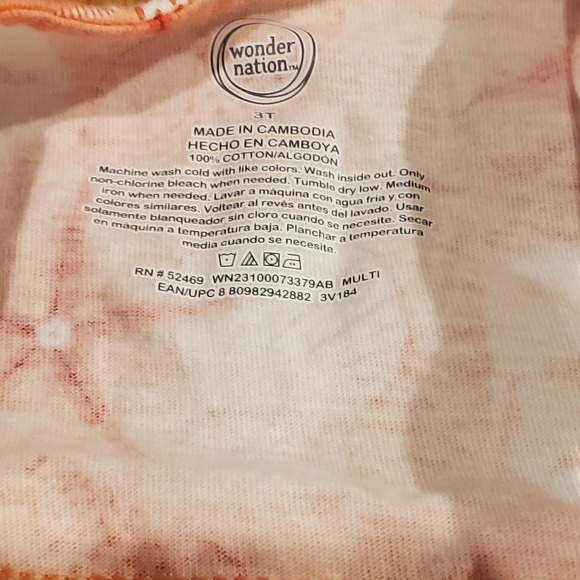 wonder
nation™
3T
MADE IN CAMBODIA
HECHO EN CAMBOYA
100% COTTON/ALGODÓN
Machine wash cold with like colors. Wash inside out. Only
non-chlorine bleach when needed. Tumble dry low. Medium
iron when needed. Lavar a máquina con agua fria y con
colores similares. Voltear al revés antes del lavado. Usar
solamente blanqueador sin cloro cuando se necesite. Secar
en máquina a temperatura baja. Planchar a temperatura
media cuando se necesite.
RN # 52469 WN23100073379AB MULTI
EAN/UPC 8 80982942882 3V184